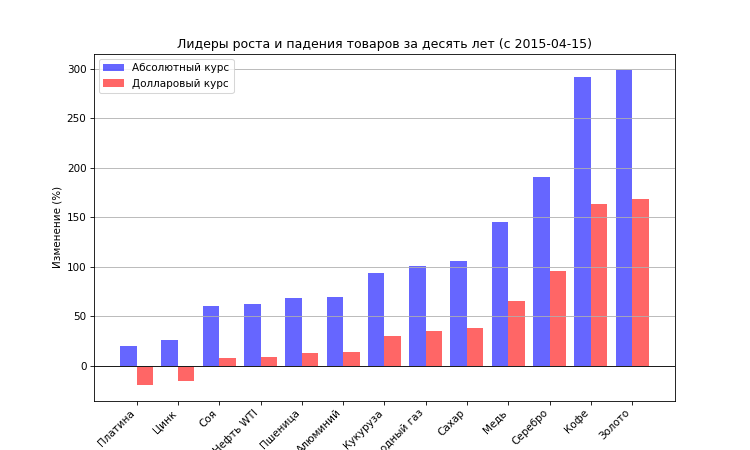 Лидеры роста и падения товаров за десять лет (с 2015-04-15)
Абсолютный курс
Долларовый курс
Изменение (%)
300
250
200
150
100
50
0
Платина
Цинк
Соя
Нефть WTI
Пшеница
Алюминий
Кукуруза
одный газ
Сахар
Медь
Серебро
Кофе
Золото